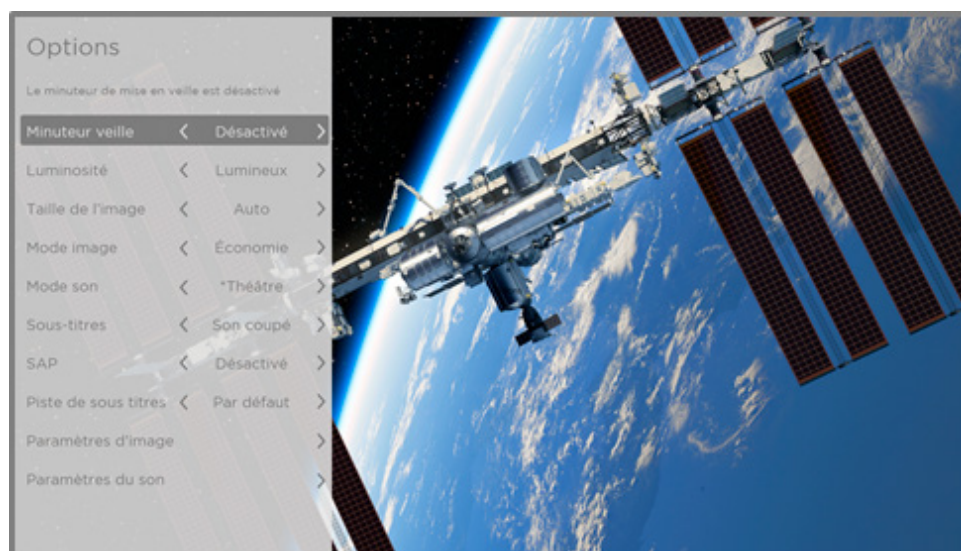 Options
Le minuteur de mise en veille est désactivé
Minuteur veille < Désactivé >
Luminosité < Lumineux >
Taille de l'image < Auto >
Mode image < Économie >
Mode son < *Théâtre >
Sous-titres < Son coupé >
SAP < Désactivé >
Piste de sous titres < Par défaut >
Paramètres d'image >
Paramètres du son >